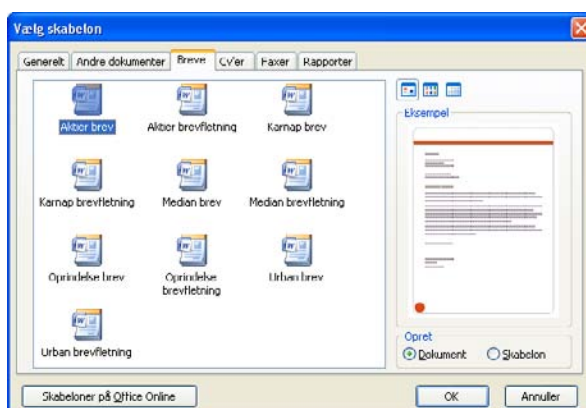 Vælg skabelon
Generelt Andre dokumenter Breve Cv'er Faxer Rapporter
Aktier brev Aktier brevfletning Karnap brev
Karnap brevfletning Median brev Median brevfletning
Oprindelse brev Oprindelse brevfletning Urban brev
Urban brevfletning
Eksempel
Opret
Dokument Skabelon
Skabeloner på Office Online OK Annuller